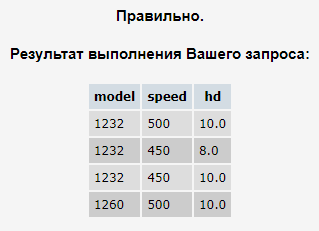 Правильно.
Результат выполнения Вашего запроса:
model speed hd
1232 500 10.0
1232 450 8.0
1232 450 10.0
1260 500 10.0